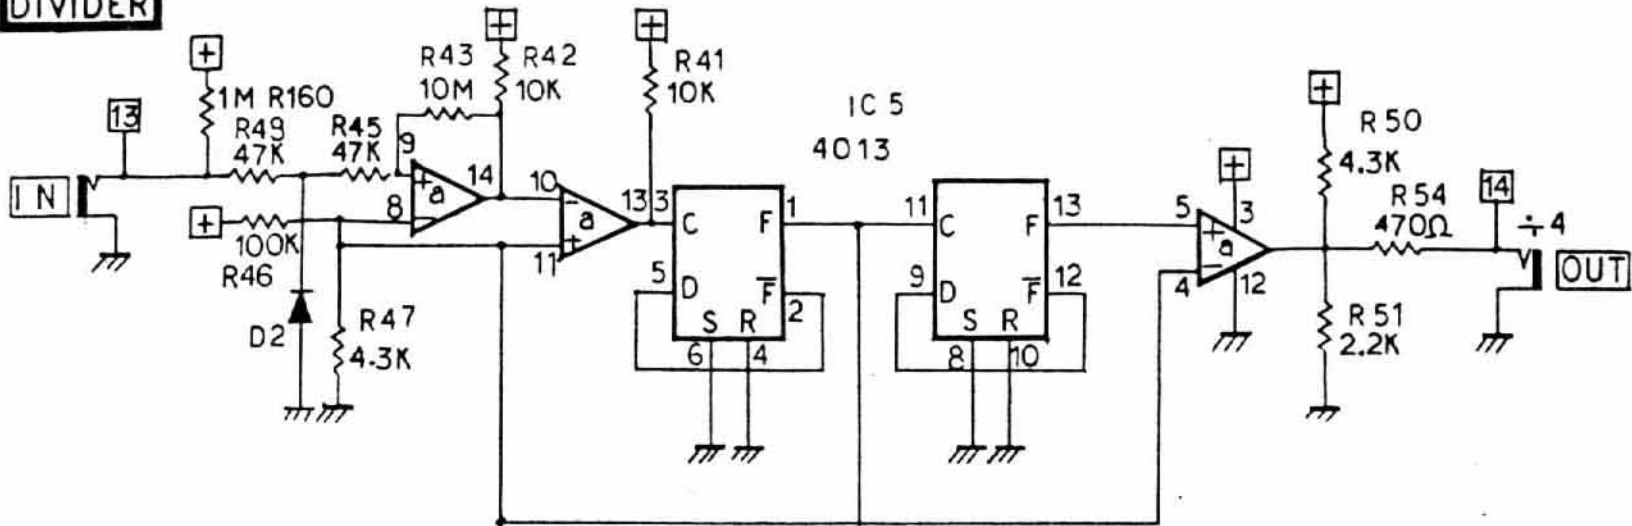 DIVIDER
+
+
+
+
+
13
1M R160
R49
47K
R45
47K
R43
10M
R42
10K
R41
10K
IC 5
4013
R50
4.3K
R54
470Ω
14
÷4
IN
OUT
+
100K
R46
D2
R47
4.3K
9
8
+
a
−
14
10
11
−
a
+
13
3
C
F
1
5
D
F̅
2
S
R
6
4
11
C
F
13
9
D
F̅
12
S
R
8
10
5
4
+
a
−
3
12
R51
2.2K